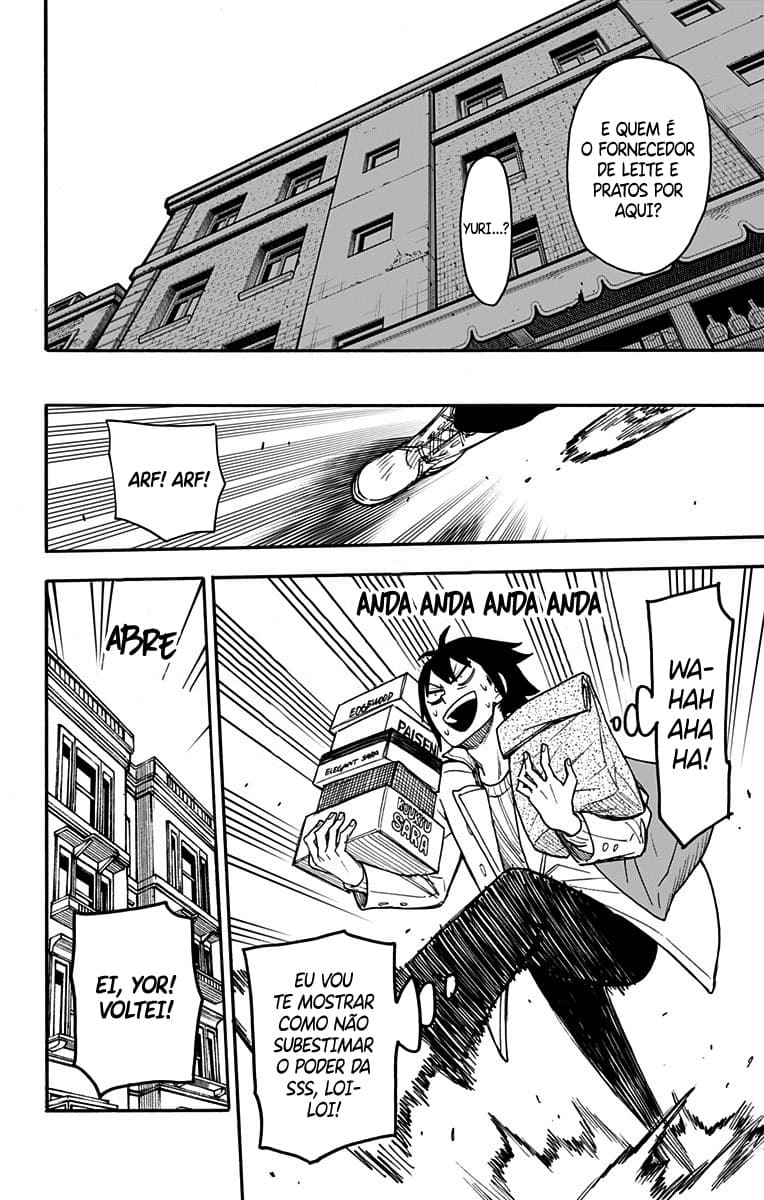 E QUEM É
O FORNECEDOR
DE LEITE E
PRATOS POR
AQUI?
YURI...?
ARF! ARF!
ANDA ANDA ANDA ANDA
WA-
HAH
AHA
HA!
EDGEWOOD
PAISEN
ELEGANT SARA
RYUKYU
SARA
EU VOU
TE MOSTRAR
COMO NÃO
SUBESTIMAR
O PODER DA
SSS, LOI-
LOI!
ABRE
EI, YOR!
VOLTEI!